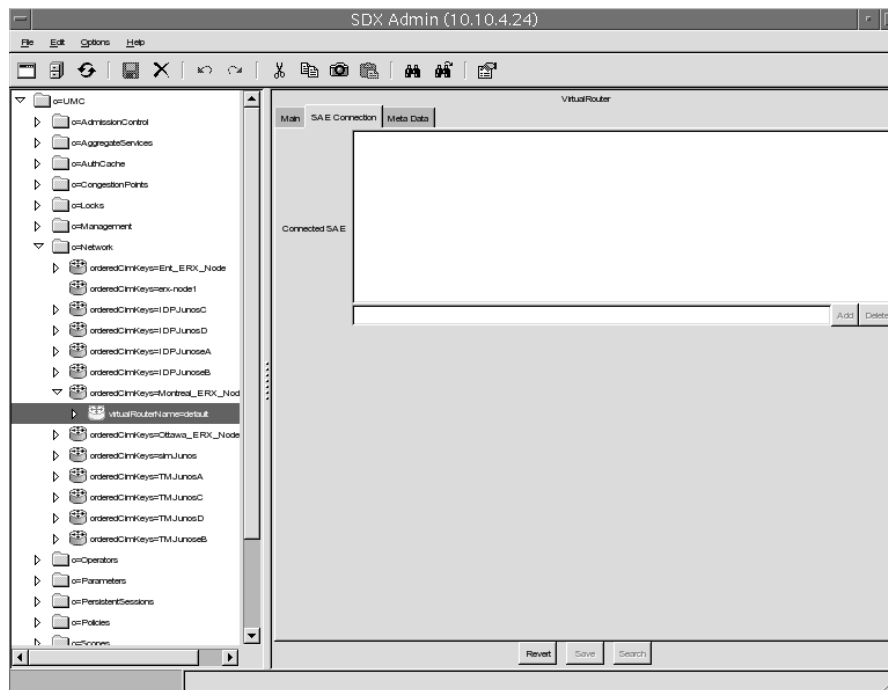 SDX Admin (10.10.4.24)
File Edit Options Help
o=UMC
o=AdmissionControl
o=AggregateServices
o=AuthCache
o=CongestionPoints
o=Locks
o=Management
o=Network
orderedCimKeys=Ent_ERX_Node
orderedCimKeys=erx-node1
orderedCimKeys=IDPJunosC
orderedCimKeys=IDPJunosD
orderedCimKeys=IDPJunoseA
orderedCimKeys=IDPJunoseB
orderedCimKeys=Montreal_ERX_Nod
virtualRouterName=default
orderedCimKeys=Ottawa_ERX_Node
orderedCimKeys=simJunos
orderedCimKeys=TMJunosA
orderedCimKeys=TMJunosC
orderedCimKeys=TMJunosD
orderedCimKeys=TMJunoseB
o=Operators
o=Parameters
o=PersistentSessions
o=Policies
o=Scopes
VirtualRouter
Main SAE Connection Meta Data
Connected SAE
Add Delete
Revert Save Search